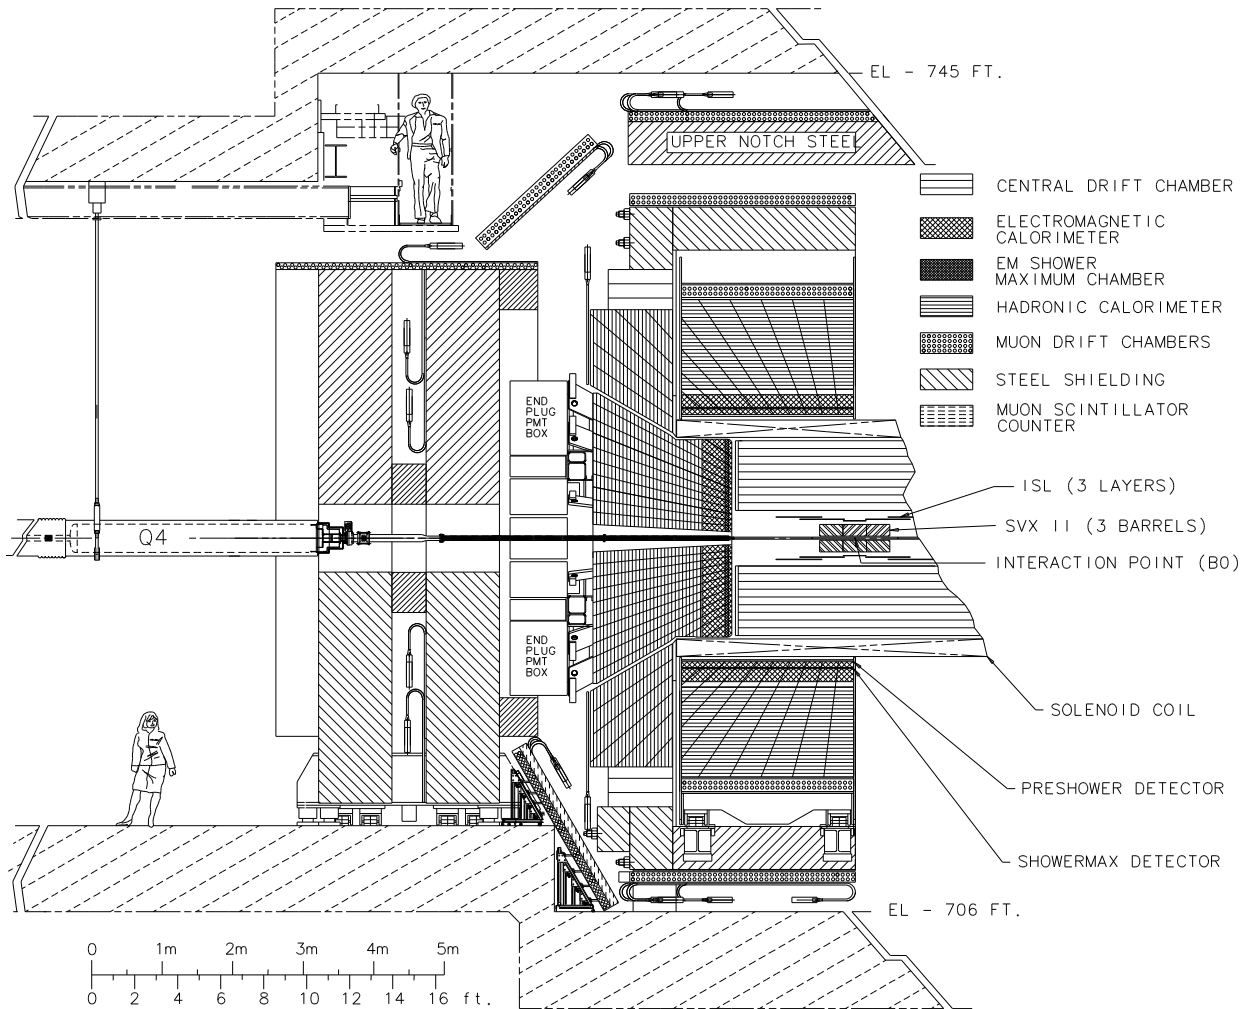 EL - 745 FT.
UPPER NOTCH STEEL
CENTRAL DRIFT CHAMBER
ELECTROMAGNETIC
CALORIMETER
EM SHOWER
MAXIMUM CHAMBER
HADRONIC CALORIMETER
MUON DRIFT CHAMBERS
STEEL SHIELDING
MUON SCINTILLATOR
COUNTER
END
PLUG
PMT
BOX
ISL (3 LAYERS)
SVX II (3 BARRELS)
Q4
INTERACTION POINT (B0)
END
PLUG
PMT
BOX
SOLENOID COIL
PRESHOWER DETECTOR
SHOWERMAX DETECTOR
EL - 706 FT.
0 1m 2m 3m 4m 5m
0 2 4 6 8 10 12 14 16 ft.